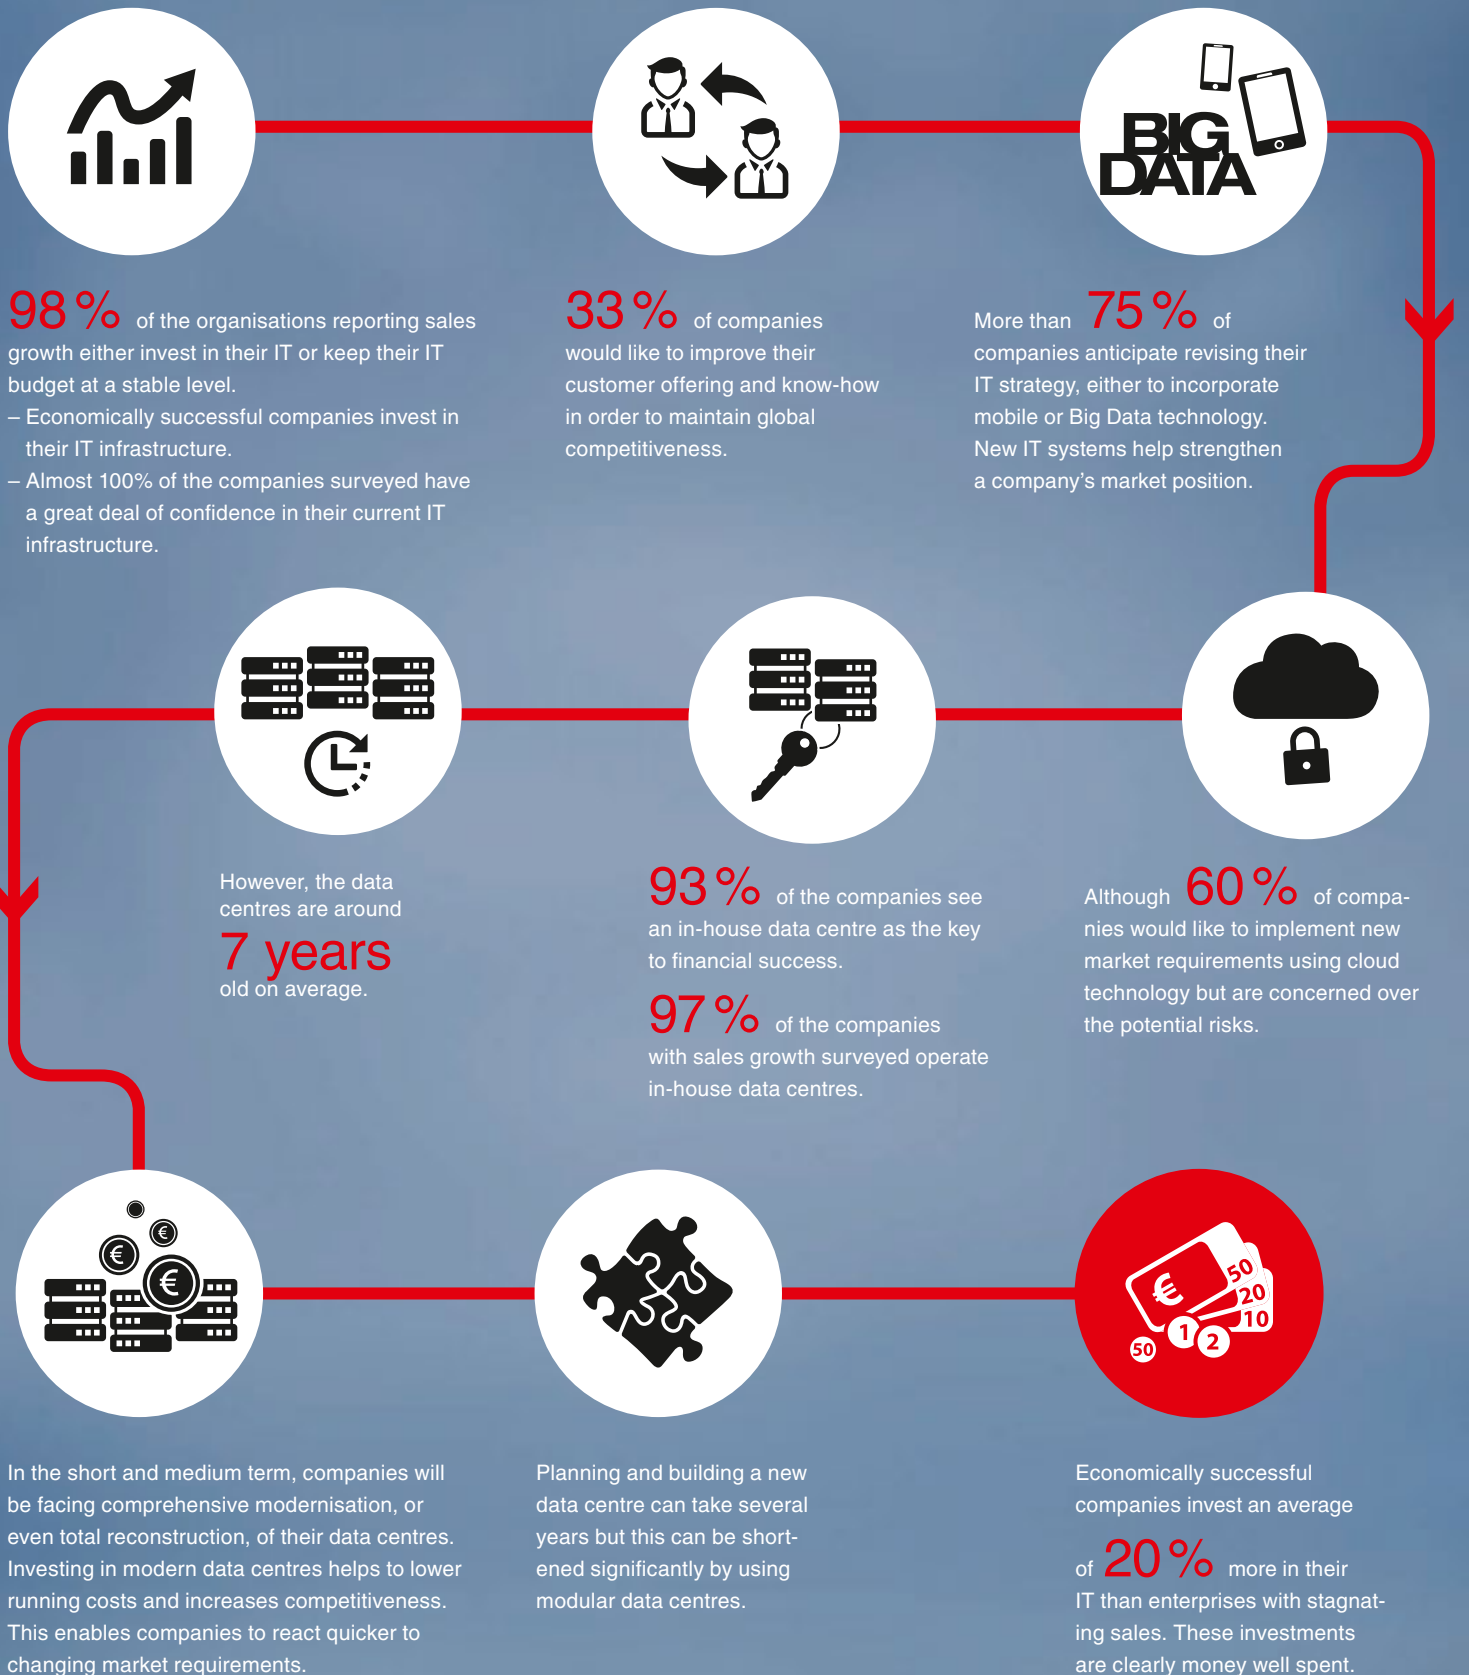 BIG
DATA
98 % of the organisations reporting sales
growth either invest in their IT or keep their IT
budget at a stable level.
– Economically successful companies invest in
their IT infrastructure.
– Almost 100% of the companies surveyed have
a great deal of confidence in their current IT
infrastructure.
33 % of companies
would like to improve their
customer offering and know-how
in order to maintain global
competitiveness.
More than 75 % of
companies anticipate revising their
IT strategy, either to incorporate
mobile or Big Data technology.
New IT systems help strengthen
a company's market position.
Although 60 % of compa-
nies would like to implement new
market requirements using cloud
technology but are concerned over
the potential risks.
93 % of the companies see
an in-house data centre as the key
to financial success.
97 % of the companies
with sales growth surveyed operate
in-house data centres.
However, the data
centres are around
7 years
old on average.
€
€
€
In the short and medium term, companies will
be facing comprehensive modernisation, or
even total reconstruction, of their data centres.
Investing in modern data centres helps to lower
running costs and increases competitiveness.
This enables companies to react quicker to
changing market requirements.
Planning and building a new
data centre can take several
years but this can be short-
ened significantly by using
modular data centres.
€
50
20
10
50
1
2
Economically successful
companies invest an average
of 20 % more in their
IT than enterprises with stagnat-
ing sales. These investments
are clearly money well spent.